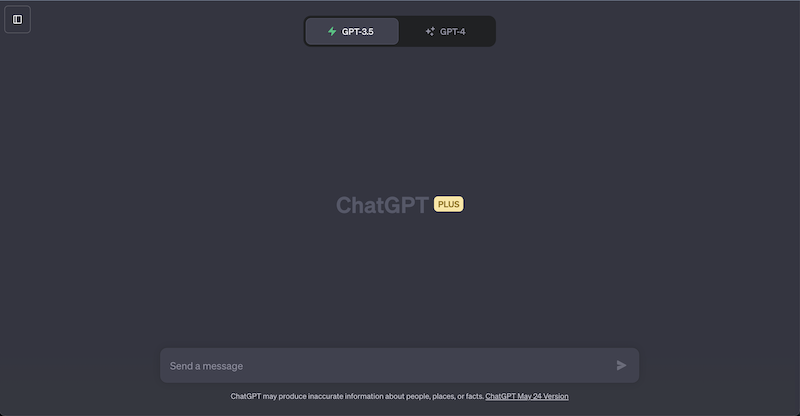 GPT-3.5 GPT-4
ChatGPT PLUS
Send a message
ChatGPT may produce inaccurate information about people, places, or facts. ChatGPT May 24 Version